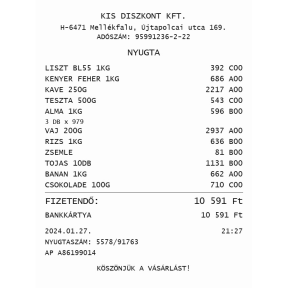 KIS DISZKONT KFT.
H-6471 Mellékfalu, Újtapolcai utca 169.
ADÓSZÁM: 95991236-2-22
NYUGTA
LISZT BL55 1KG 392 C00
KENYER FEHER 1KG 686 A00
KAVE 250G 2217 A00
TESZTA 500G 543 C00
ALMA 1KG 596 B00
3 DB x 979
VAJ 200G 2937 A00
RIZS 1KG 636 B00
ZSEMLE 81 B00
TOJAS 10DB 1131 B00
BANAN 1KG 662 A00
CSOKOLADE 100G 710 C00
FIZETENDŐ: 10 591 Ft
BANKKÁRTYA 10 591 Ft
2024.01.27. 21:27
NYUGTASZÁM: 5578/91763
AP A86199014
KÖSZÖNJÜK A VÁSÁRLÁST!